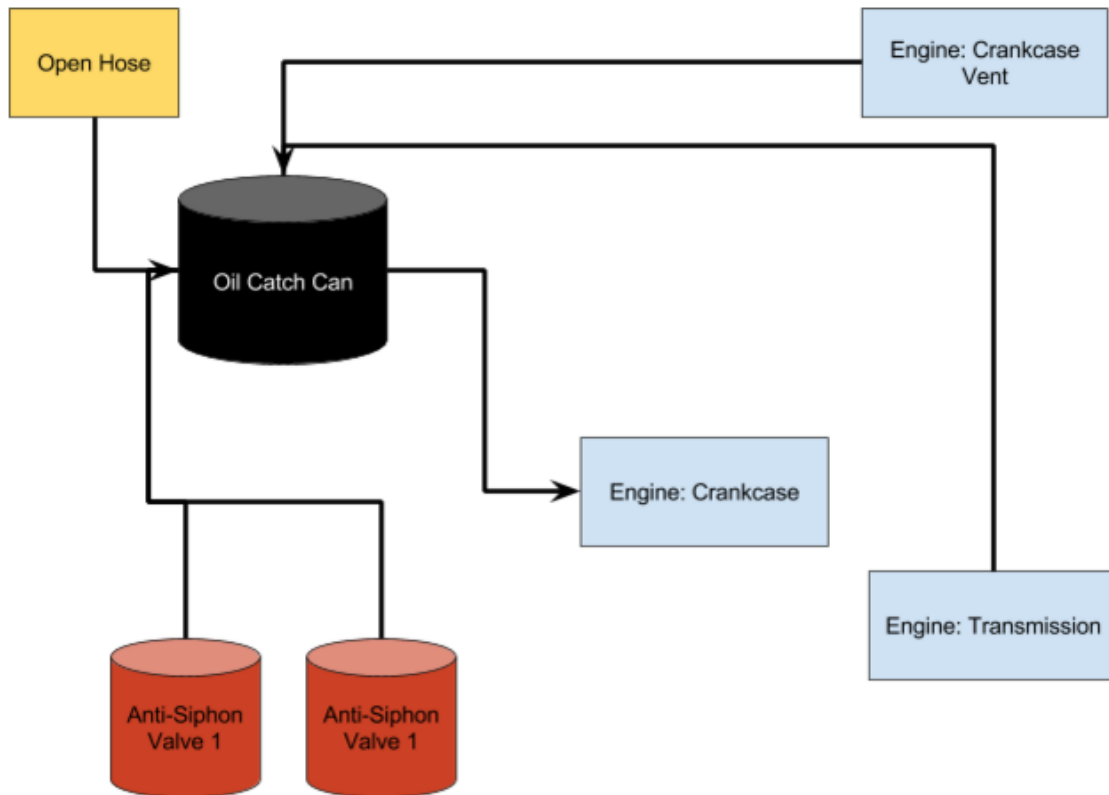 Open Hose
Engine: Crankcase
Vent
Oil Catch Can
Engine: Crankcase
Engine: Transmission
Anti-Siphon
Valve 1
Anti-Siphon
Valve 1